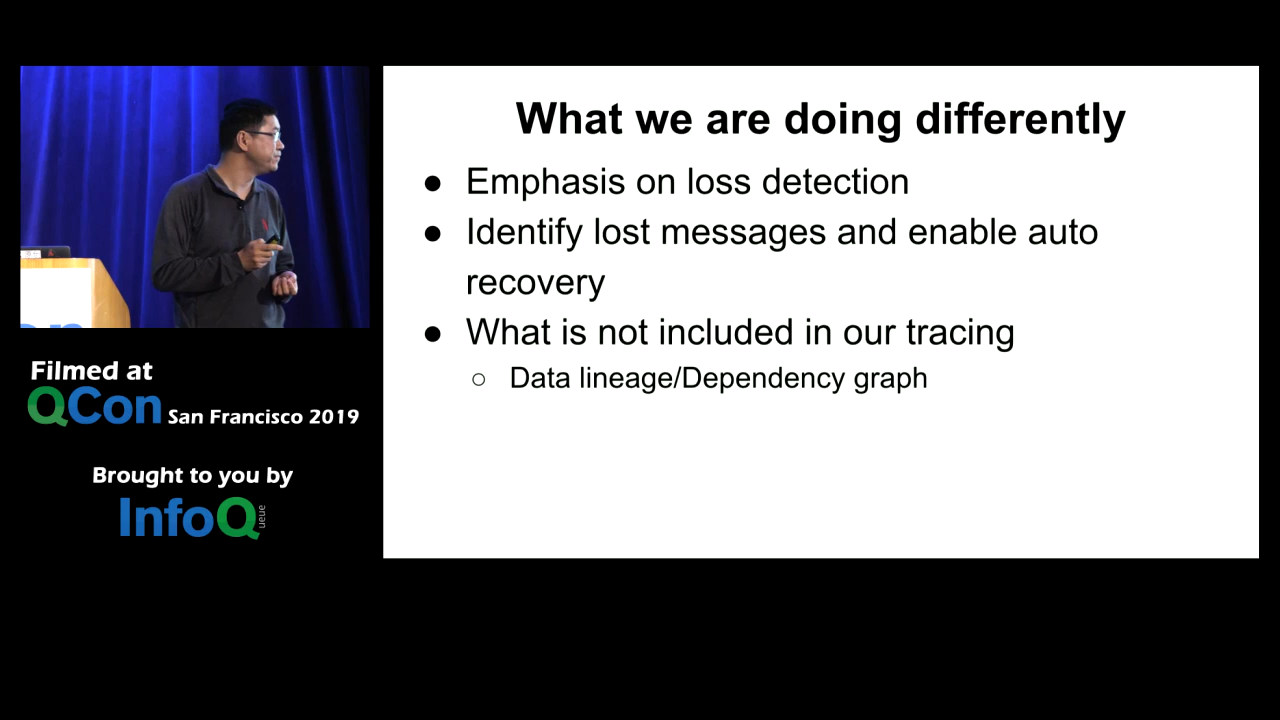 What we are doing differently
● Emphasis on loss detection
● Identify lost messages and enable auto
recovery
● What is not included in our tracing
○ Data lineage/Dependency graph
Filmed at
QCon San Francisco 2019
Brought to you by
InfoQ
ueue